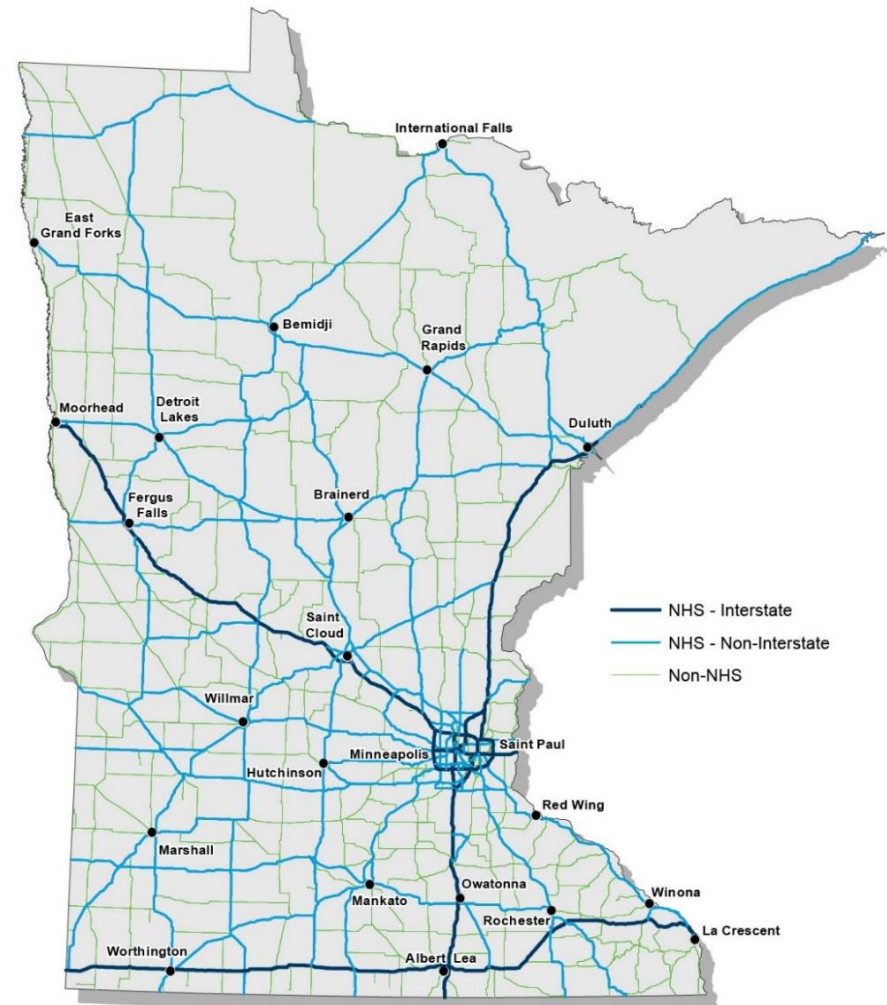 International Falls
East
Grand Forks
Bemidji
Grand
Rapids
Moorhead
Detroit
Lakes
Duluth
Fergus
Falls
Brainerd
NHS - Interstate
NHS - Non-Interstate
Non-NHS
Saint
Cloud
Willmar
Minneapolis
Saint Paul
Hutchinson
Red Wing
Marshall
Mankato
Owatonna
Rochester
Winona
La Crescent
Worthington
Albert Lea